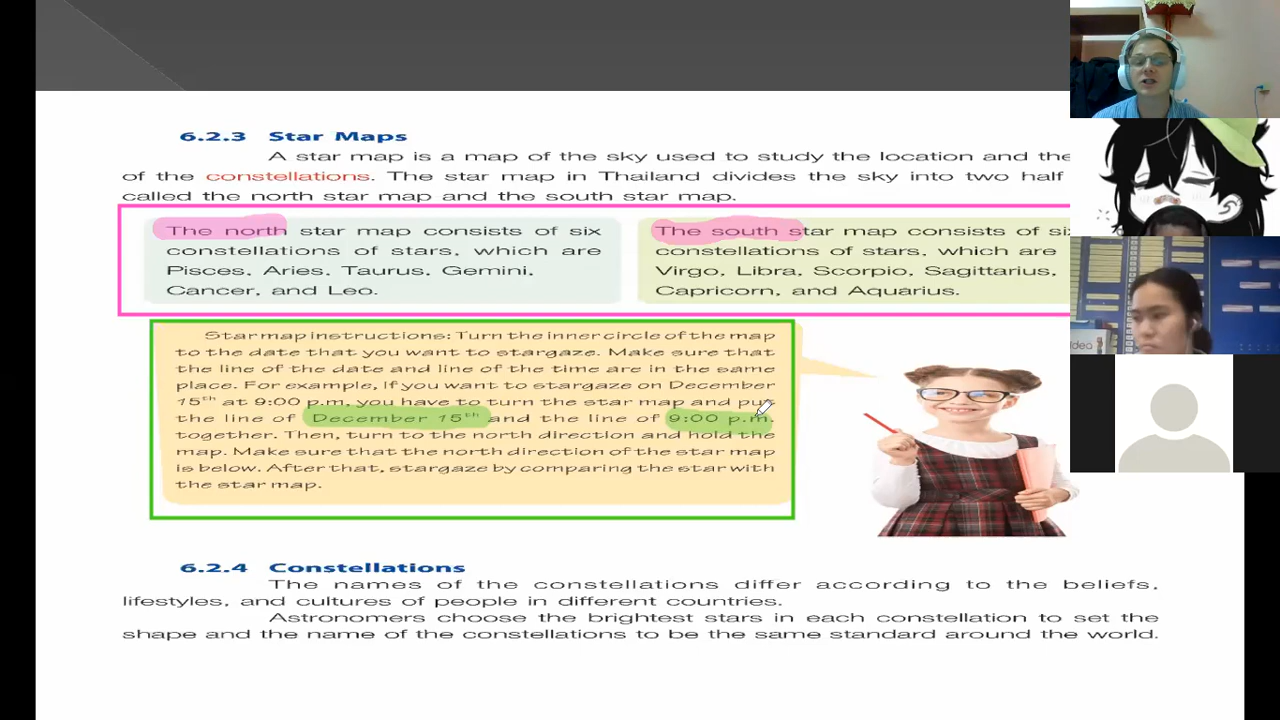 6.2.3 Star Maps
A star map is a map of the sky used to study the location and the
of the constellations. The star map in Thailand divides the sky into two half
called the north star map and the south star map.
The north star map consists of six
constellations of stars, which are
Pisces, Aries, Taurus, Gemini,
Cancer, and Leo.
The south star map consists of
constellations of stars, which are
Virgo, Libra, Scorpio, Sagittarius,
Capricorn, and Aquarius.
Star map instructions: Turn the inner circle of the map
to the date that you want to stargaze. Make sure that
the line of the date and line of the time are in the same
place. For example, if you want to stargaze on December
15th at 9:00 p.m, you have to turn the star map and put
the line of December 15th and the line of 9:00 p.m.
together. Then, turn to the north direction and hold the
map. Make sure that the north direction of the star map
is below. After that, stargaze by comparing the star with
the star map.
6.2.4 Constellations
The names of the constellations differ according to the beliefs,
lifestyles, and cultures of people in different countries.
Astronomers choose the brightest stars in each constellation to set the
shape and the name of the constellations to be the same standard around the world.
Idea